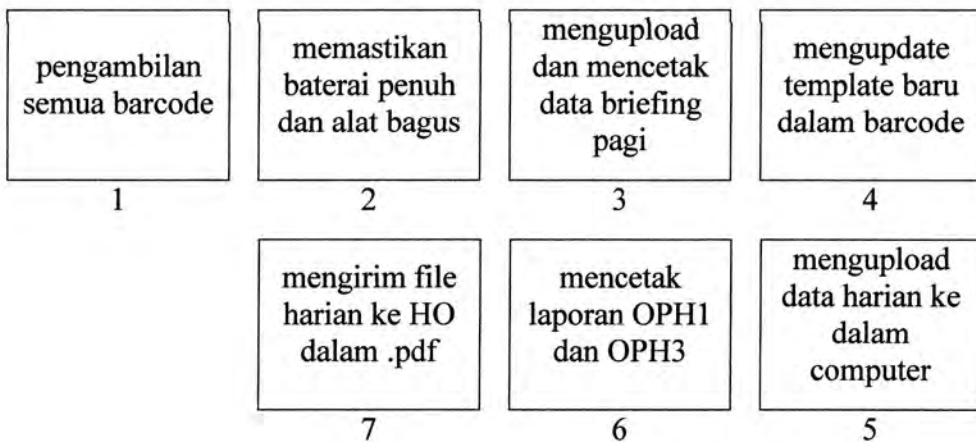 pengambilan
semua barcode
1
memastikan
baterai penuh
dan alat bagus
2
mengupload
dan mencetak
data briefing
pagi
3
mengupdate
template baru
dalam barcode
4
mengupload
data harian ke
dalam
computer
5
mencetak
laporan OPH1
dan OPH3
6
mengirim file
harian ke HO
dalam .pdf
7